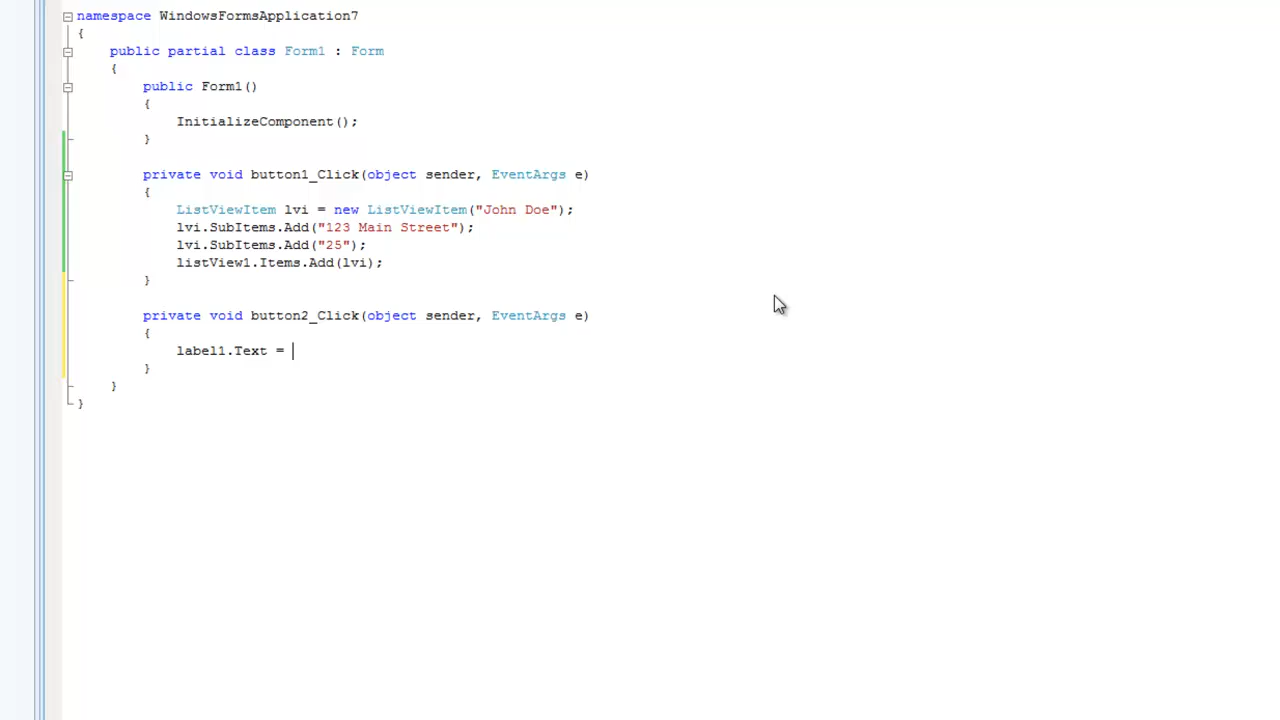 namespace WindowsFormsApplication7
{
public partial class Form1 : Form
{
public Form1()
{
InitializeComponent();
}
private void button1_Click(object sender, EventArgs e)
{
ListViewItem lvi = new ListViewItem("John Doe");
lvi.SubItems.Add("123 Main Street");
lvi.SubItems.Add("25");
listView1.Items.Add(lvi);
}
private void button2_Click(object sender, EventArgs e)
{
label1.Text =
}
}
}